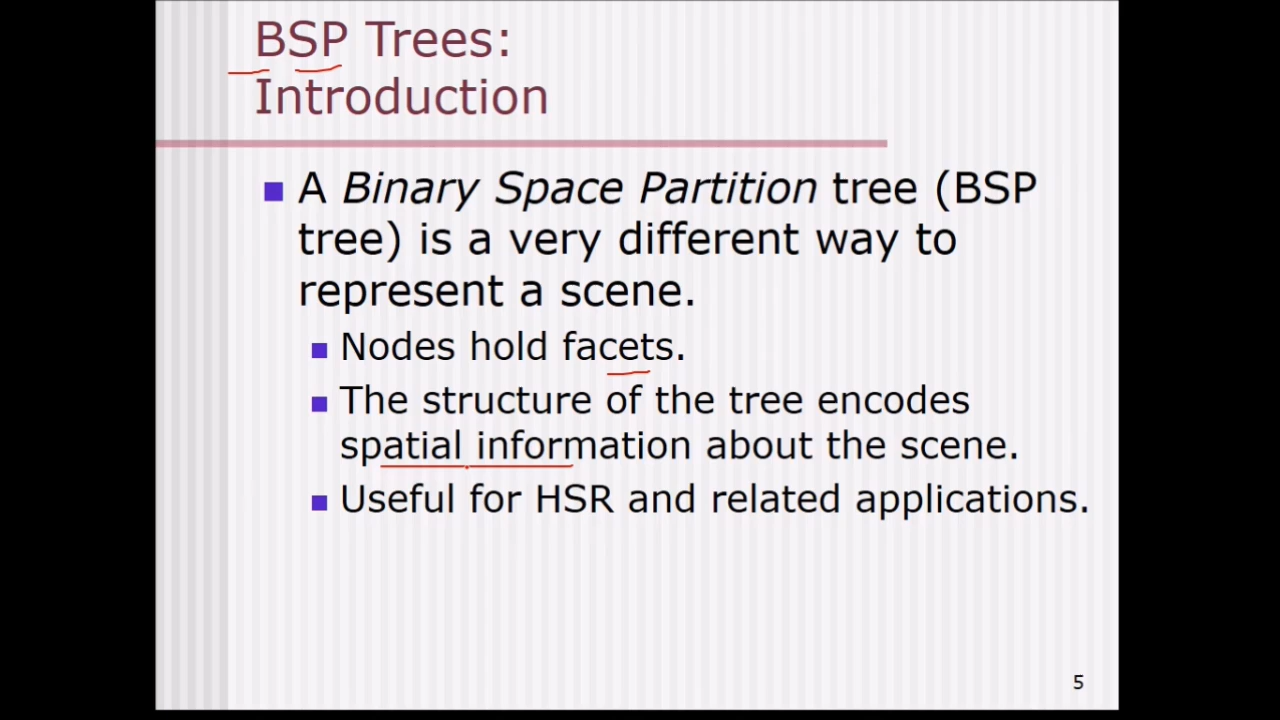 BSP Trees:
Introduction
A Binary Space Partition tree (BSP
tree) is a very different way to
represent a scene.
Nodes hold facets.
The structure of the tree encodes
spatial information about the scene.
Useful for HSR and related applications.
5